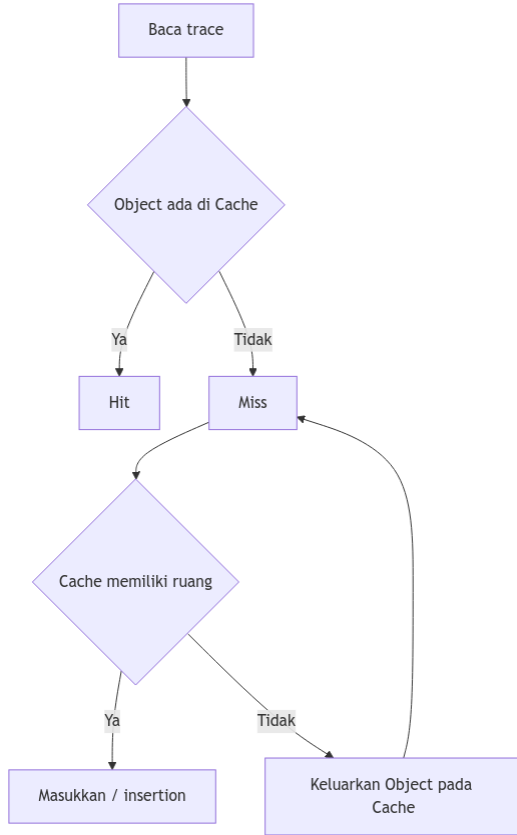 Baca trace
Object ada di Cache
Ya
Tidak
Hit
Miss
Cache memiliki ruang
Ya
Tidak
Masukkan / insertion
Keluarkan Object pada
Cache